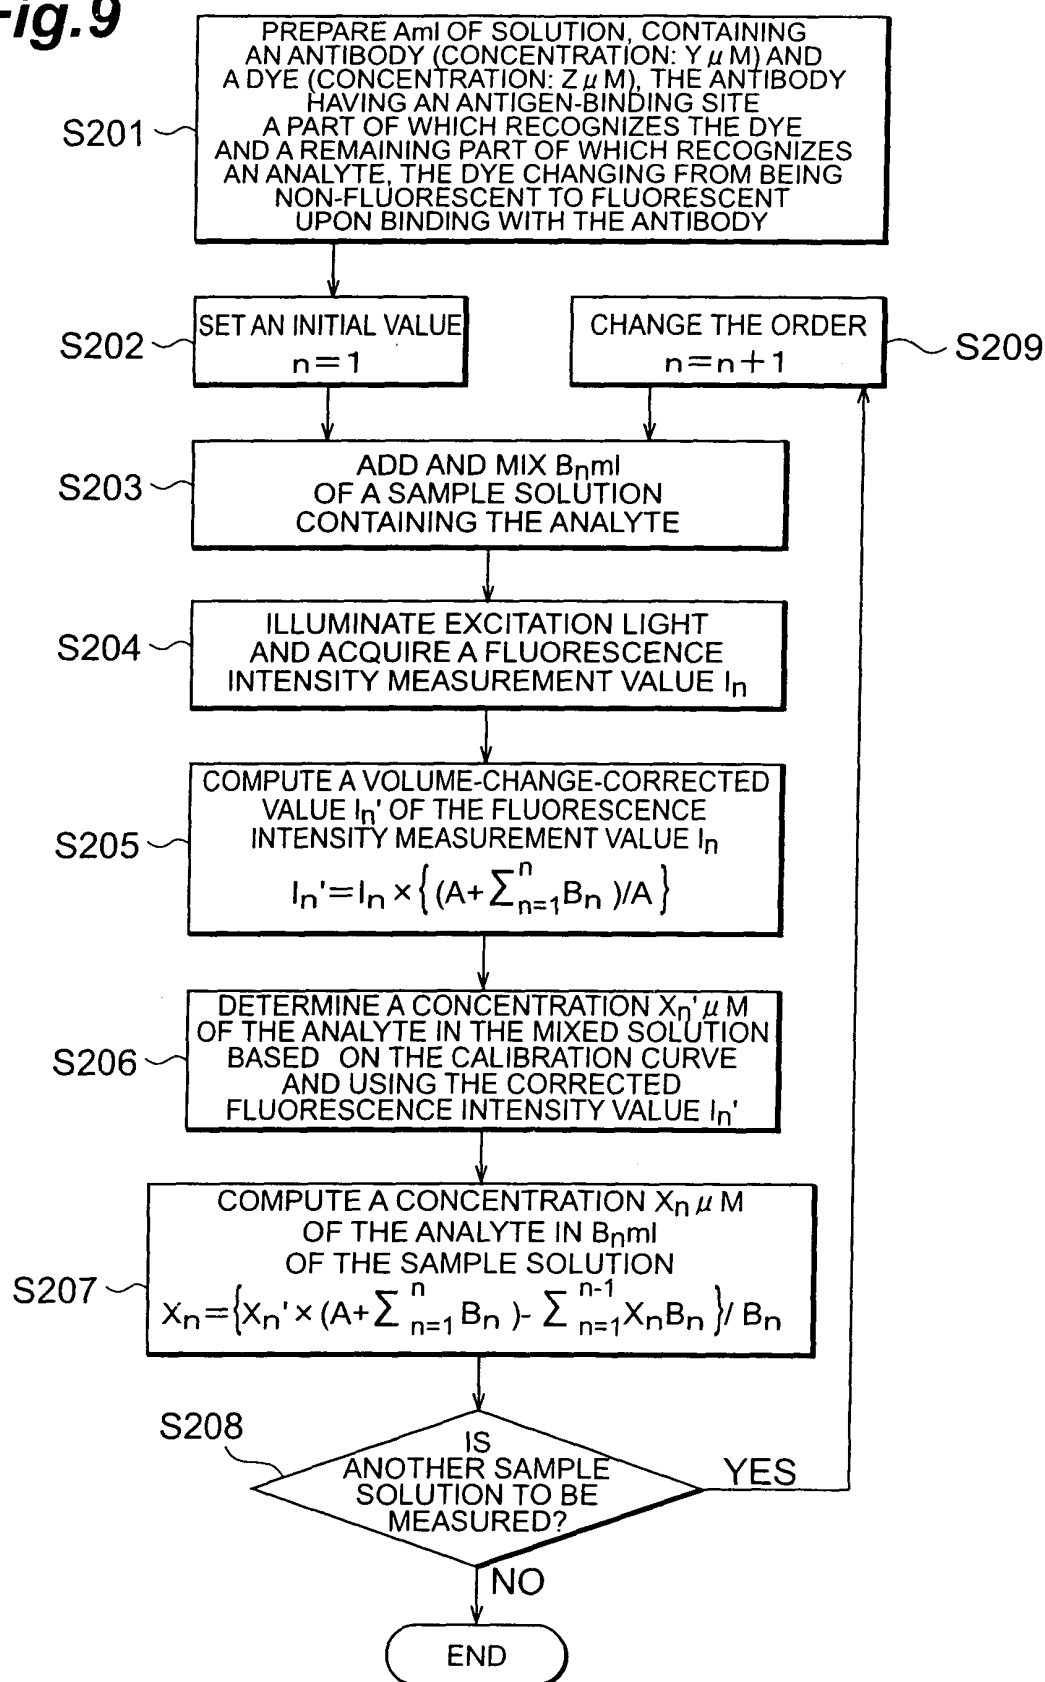 Fig.9
PREPARE Aml OF SOLUTION, CONTAINING
AN ANTIBODY (CONCENTRATION: Y μ M) AND
A DYE (CONCENTRATION: Z μ M), THE ANTIBODY
HAVING AN ANTIGEN-BINDING SITE
A PART OF WHICH RECOGNIZES THE DYE
AND A REMAINING PART OF WHICH RECOGNIZES
AN ANALYTE, THE DYE CHANGING FROM BEING
NON-FLUORESCENT TO FLUORESCENT
UPON BINDING WITH THE ANTIBODY
S201
SET AN INITIAL VALUE
n=1
S202
CHANGE THE ORDER
n=n+1
S209
ADD AND MIX Bnml
OF A SAMPLE SOLUTION
CONTAINING THE ANALYTE
S203
ILLUMINATE EXCITATION LIGHT
AND ACQUIRE A FLUORESCENCE
INTENSITY MEASUREMENT VALUE In
S204
COMPUTE A VOLUME-CHANGE-CORRECTED
VALUE In' OF THE FLUORESCENCE
INTENSITY MEASUREMENT VALUE In
In'=In × {(A+∑ⁿn=1 Bn )/A}
S205
DETERMINE A CONCENTRATION Xn' μ M
OF THE ANALYTE IN THE MIXED SOLUTION
BASED ON THE CALIBRATION CURVE
AND USING THE CORRECTED
FLUORESCENCE INTENSITY VALUE In'
S206
COMPUTE A CONCENTRATION Xn μ M
OF THE ANALYTE IN Bnml
OF THE SAMPLE SOLUTION
Xn={Xn' × (A+∑ⁿn=1 Bn )- ∑ⁿ⁻¹n=1 XnBn}/ Bn
S207
S208
IS
ANOTHER SAMPLE
SOLUTION TO BE
MEASURED?
YES
NO
END